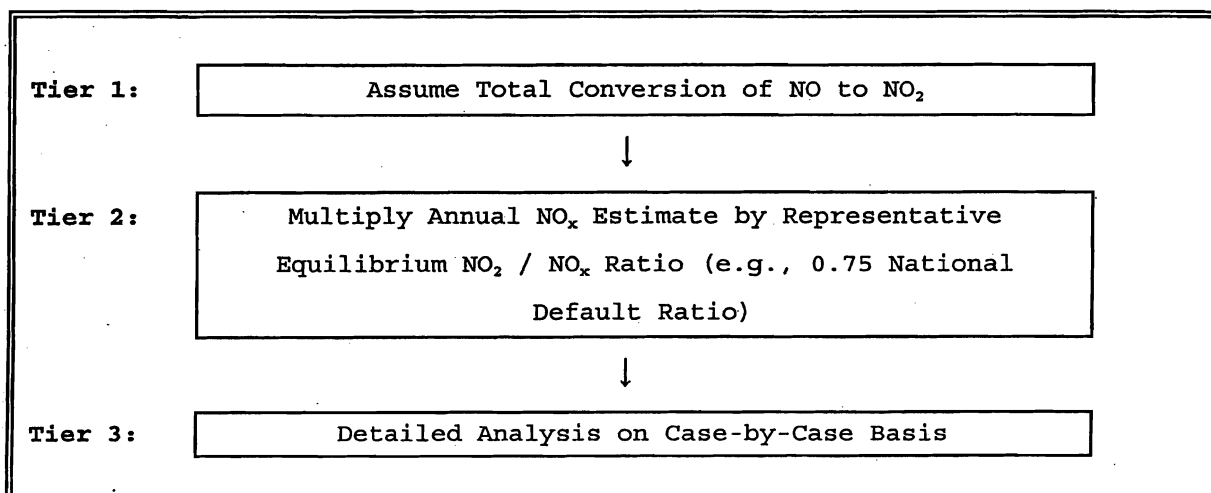 Tier 1: Assume Total Conversion of NO to NO₂
↓
Tier 2: Multiply Annual NOₓ Estimate by Representative
Equilibrium NO₂ / NOₓ Ratio (e.g., 0.75 National
Default Ratio)
↓
Tier 3: Detailed Analysis on Case-by-Case Basis